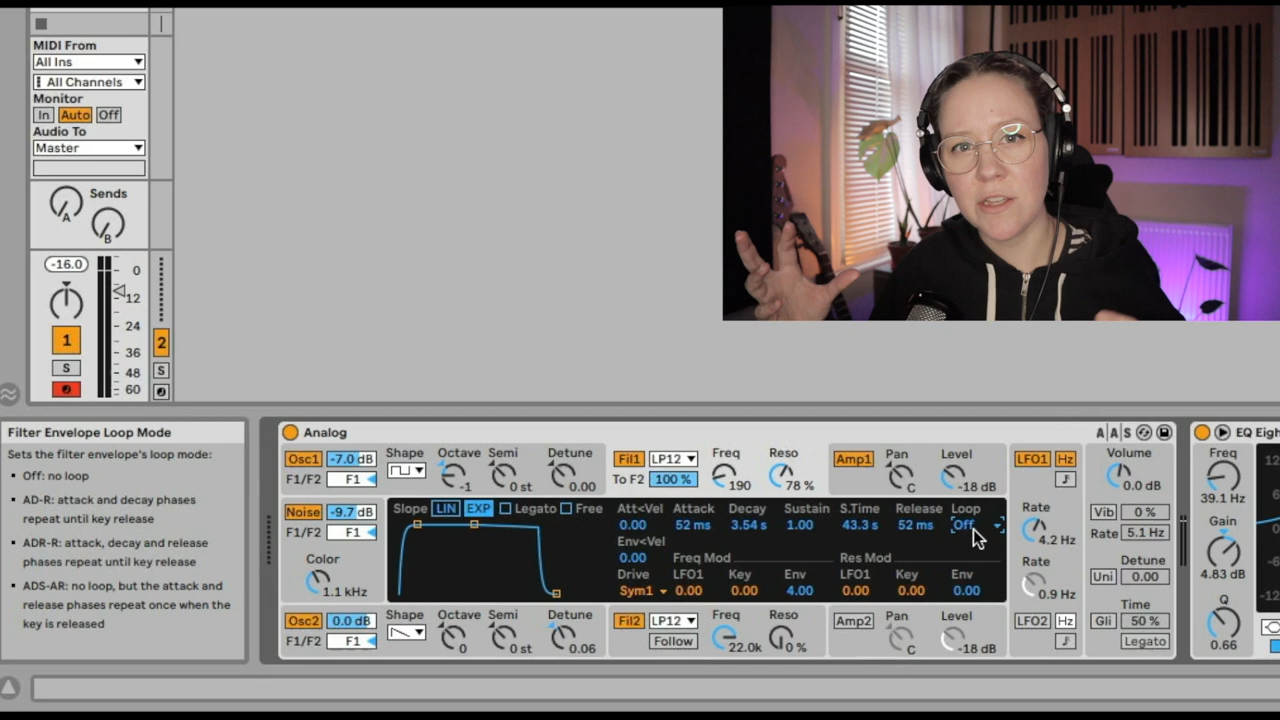 MIDI From
All Ins
All Channels
Monitor
In Auto Off
Audio To
Master
Sends
A
B
-16.0
0
12
24
36
48
60
1
S
2
S
Filter Envelope Loop Mode
Sets the filter envelope's loop mode:
Off: no loop
AD-R: attack and decay phases
repeat until key release
ADR-R: attack, decay and release
phases repeat until key release
ADS-AR: no loop, but the attack and
release phases repeat once when the
key is released
Analog
A|A|S
Osc1 -7.0 dB
F1/F2 F1
Shape
Octave
-1
Semi
0 st
Detune
0.00
Fil1 LP12
To F2 100 %
Freq
190
Reso
78 %
Amp1
Pan
C
Level
-18 dB
LFO1 Hz
Volume
0.0 dB
Noise -9.7 dB
F1/F2 F1
Color
1.1 kHz
Slope LIN EXP Legato Free
Att<Vel Attack Decay Sustain S.Time Release Loop
0.00 52 ms 3.54 s 1.00 43.3 s 52 ms Off
Env<Vel
0.00 Freq Mod Res Mod
Drive LFO1 Key Env LFO1 Key Env
Sym1 0.00 0.00 4.00 0.00 0.00 0.00
Rate
4.2 Hz
Rate
0.9 Hz
Vib 0 %
Rate 5.1 Hz
Detune
Uni 0.00
Time
Gli 50 %
Legato
Osc2 0.0 dB
F1/F2 F1
Shape
Octave
0
Semi
0 st
Detune
0.06
Fil2 LP12
Follow
Freq
22.0k
Reso
0 %
Amp2
Pan
C
Level
-18 dB
LFO2 Hz
EQ Eigh
Freq
39.1 Hz
Gain
4.83 dB
Q
0.66
12
6
0
-6
-12